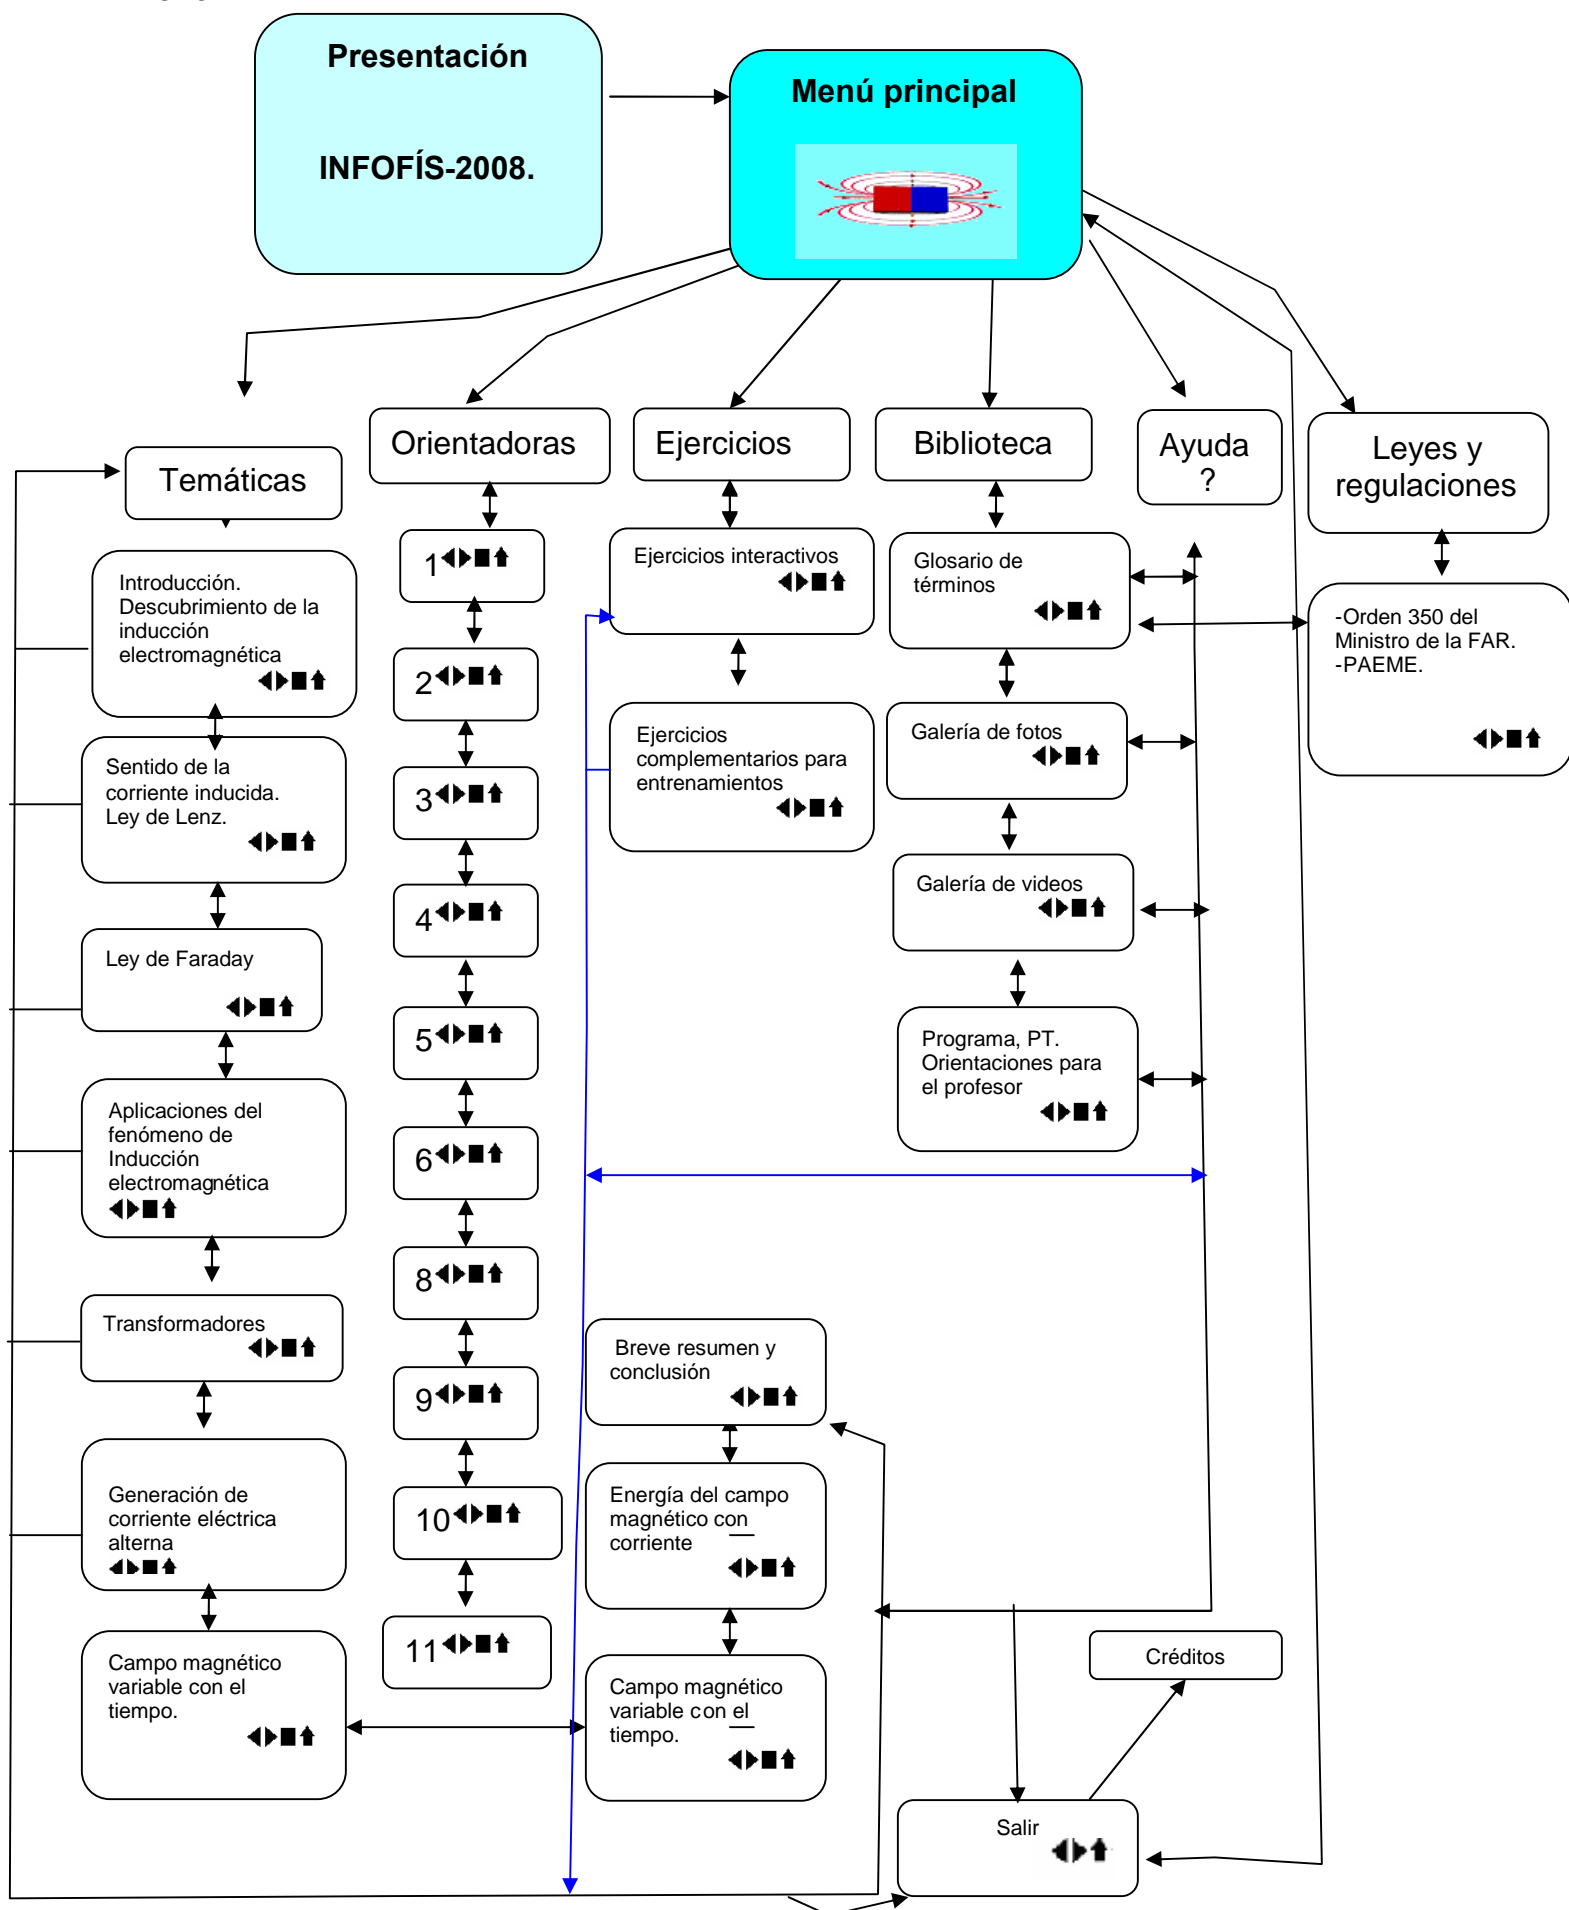 Presentación
INFOFÍS-2008.
Menú principal
Temáticas
Orientadoras
Ejercicios
Biblioteca
Ayuda
?
Leyes y
regulaciones
Introducción.
Descubrimiento de la
inducción
electromagnética
Sentido de la
corriente inducida.
Ley de Lenz.
Ley de Faraday
Aplicaciones del
fenómeno de
Inducción
electromagnética
Transformadores
Generación de
corriente eléctrica
alterna
Campo magnético
variable con el
tiempo.
1
2
3
4
5
6
8
9
10
11
Ejercicios interactivos
Ejercicios
complementarios para
entrenamientos
Breve resumen y
conclusión
Energía del campo
magnético con
corriente
Campo magnético
variable con el
tiempo.
Glosario de
términos
Galería de fotos
Galería de videos
Programa, PT.
Orientaciones para
el profesor
-Orden 350 del
Ministro de la FAR.
-PAEME.
Créditos
Salir